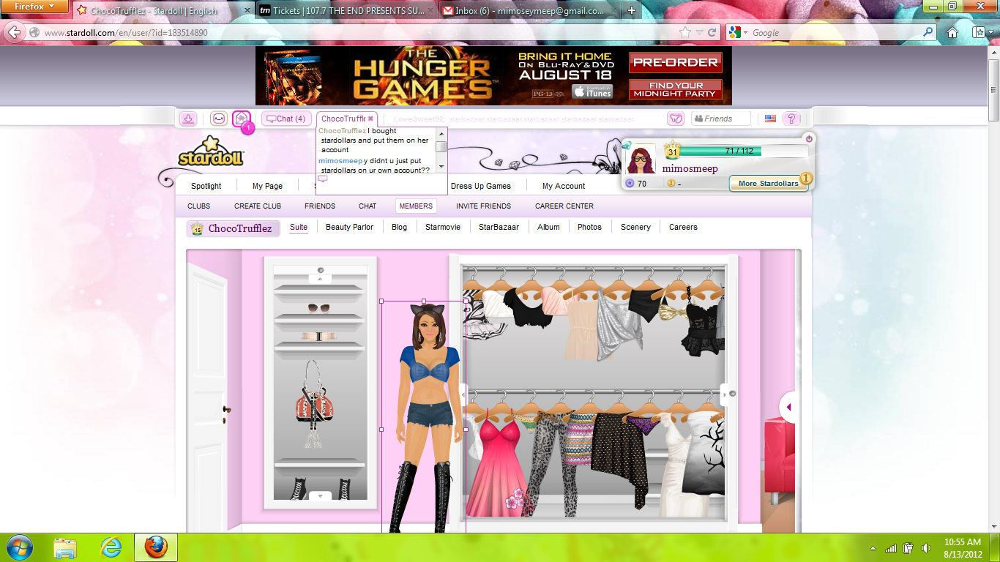 Firefox
ChocoTrufflez - Stardoll | English
tm Tickets | 107.7 THE END PRESENTS SU...
Inbox (6) - mimoseymeep@gmail.co...
www.stardoll.com/en/user/?id=183514890
Google
THE
HUNGER
GAMES
BRING IT HOME
ON BLU-RAY & DVD
AUGUST 18
PG-13
iTunes
PRE-ORDER
FIND YOUR
MIDNIGHT PARTY
1
Chat (4)
ChocoTruffle
LoveSweet92: starbazaar starbazaar starbazaar starbazaar starbazaar
Friends
?
ChocoTrufflez I bought
stardollars and put them on her
account
mimosmeep y didnt u just put
stardollars on ur own account??
stardoll
31
71 / 112
mimosmeep
70
-
More Stardollars
1
Spotlight
My Page
Dress Up Games
My Account
CLUBS
CREATE CLUB
FRIENDS
CHAT
MEMBERS
INVITE FRIENDS
CAREER CENTER
15
ChocoTrufflez
Suite
Beauty Parlor
Blog
Starmovie
StarBazaar
Album
Photos
Scenery
Careers
10:55 AM
8/13/2012